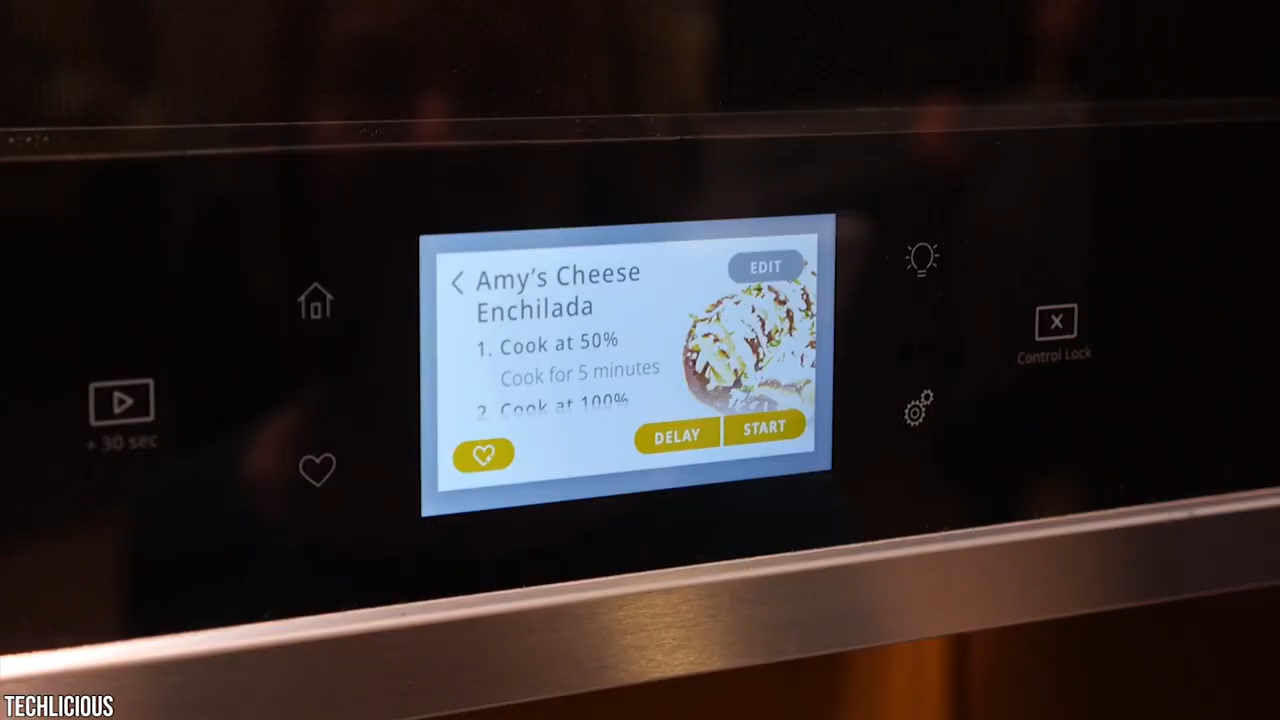 Amy's Cheese
Enchilada
EDIT
1. Cook at 50%
Cook for 5 minutes
2. Cook at 100%
DELAY
START
+ 30 sec
Control Lock
TECHLICIOUS